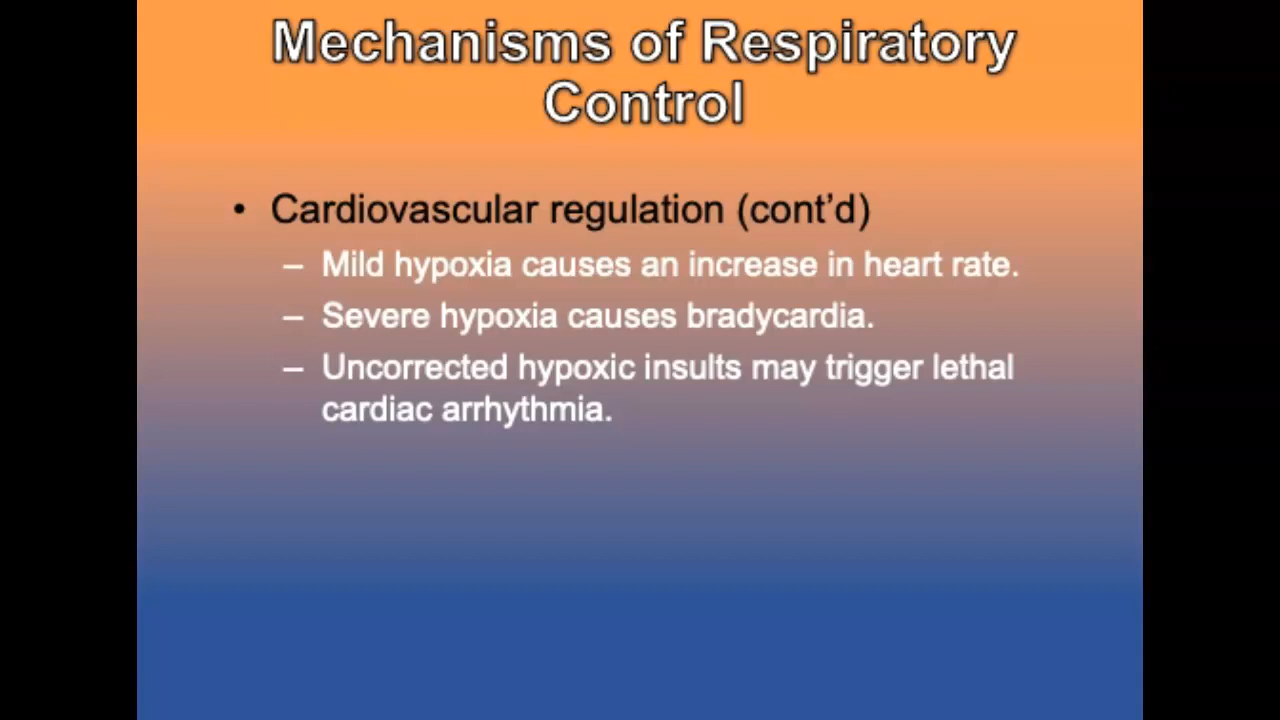 Mechanisms of Respiratory
Control
• Cardiovascular regulation (cont’d)
– Mild hypoxia causes an increase in heart rate.
– Severe hypoxia causes bradycardia.
– Uncorrected hypoxic insults may trigger lethal
cardiac arrhythmia.